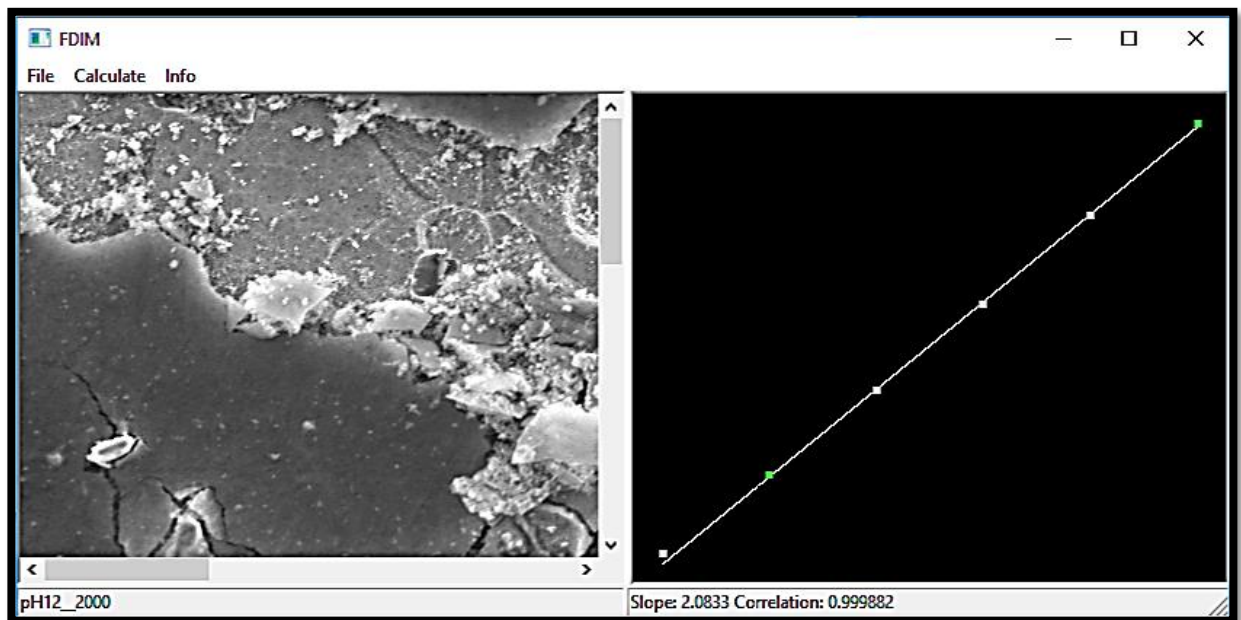 FDIM
File Calculate Info
pH12__2000
Slope: 2.0833 Correlation: 0.999882